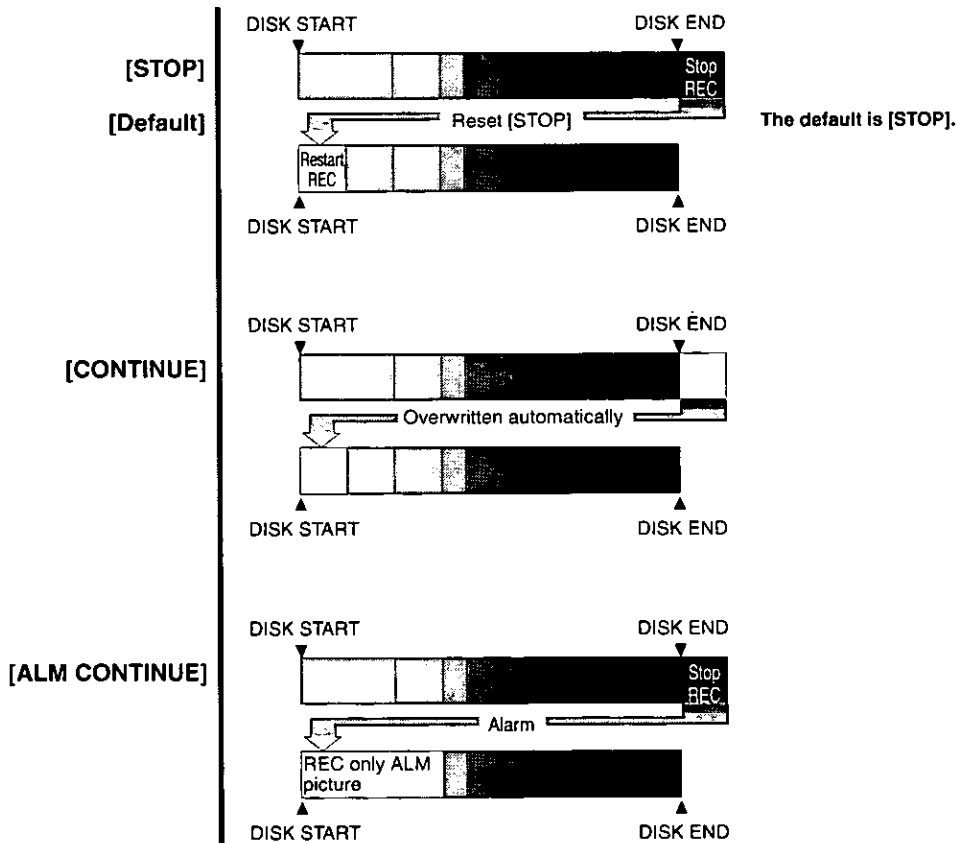 DISK START DISK END
[STOP]
Stop
REC
[Default]
Reset [STOP]
The default is [STOP].
Restart
REC
DISK START DISK END
DISK START DISK END
[CONTINUE]
Overwritten automatically
DISK START DISK END
DISK START DISK END
[ALM CONTINUE]
Stop
REC
Alarm
REC only ALM
picture
DISK START DISK END